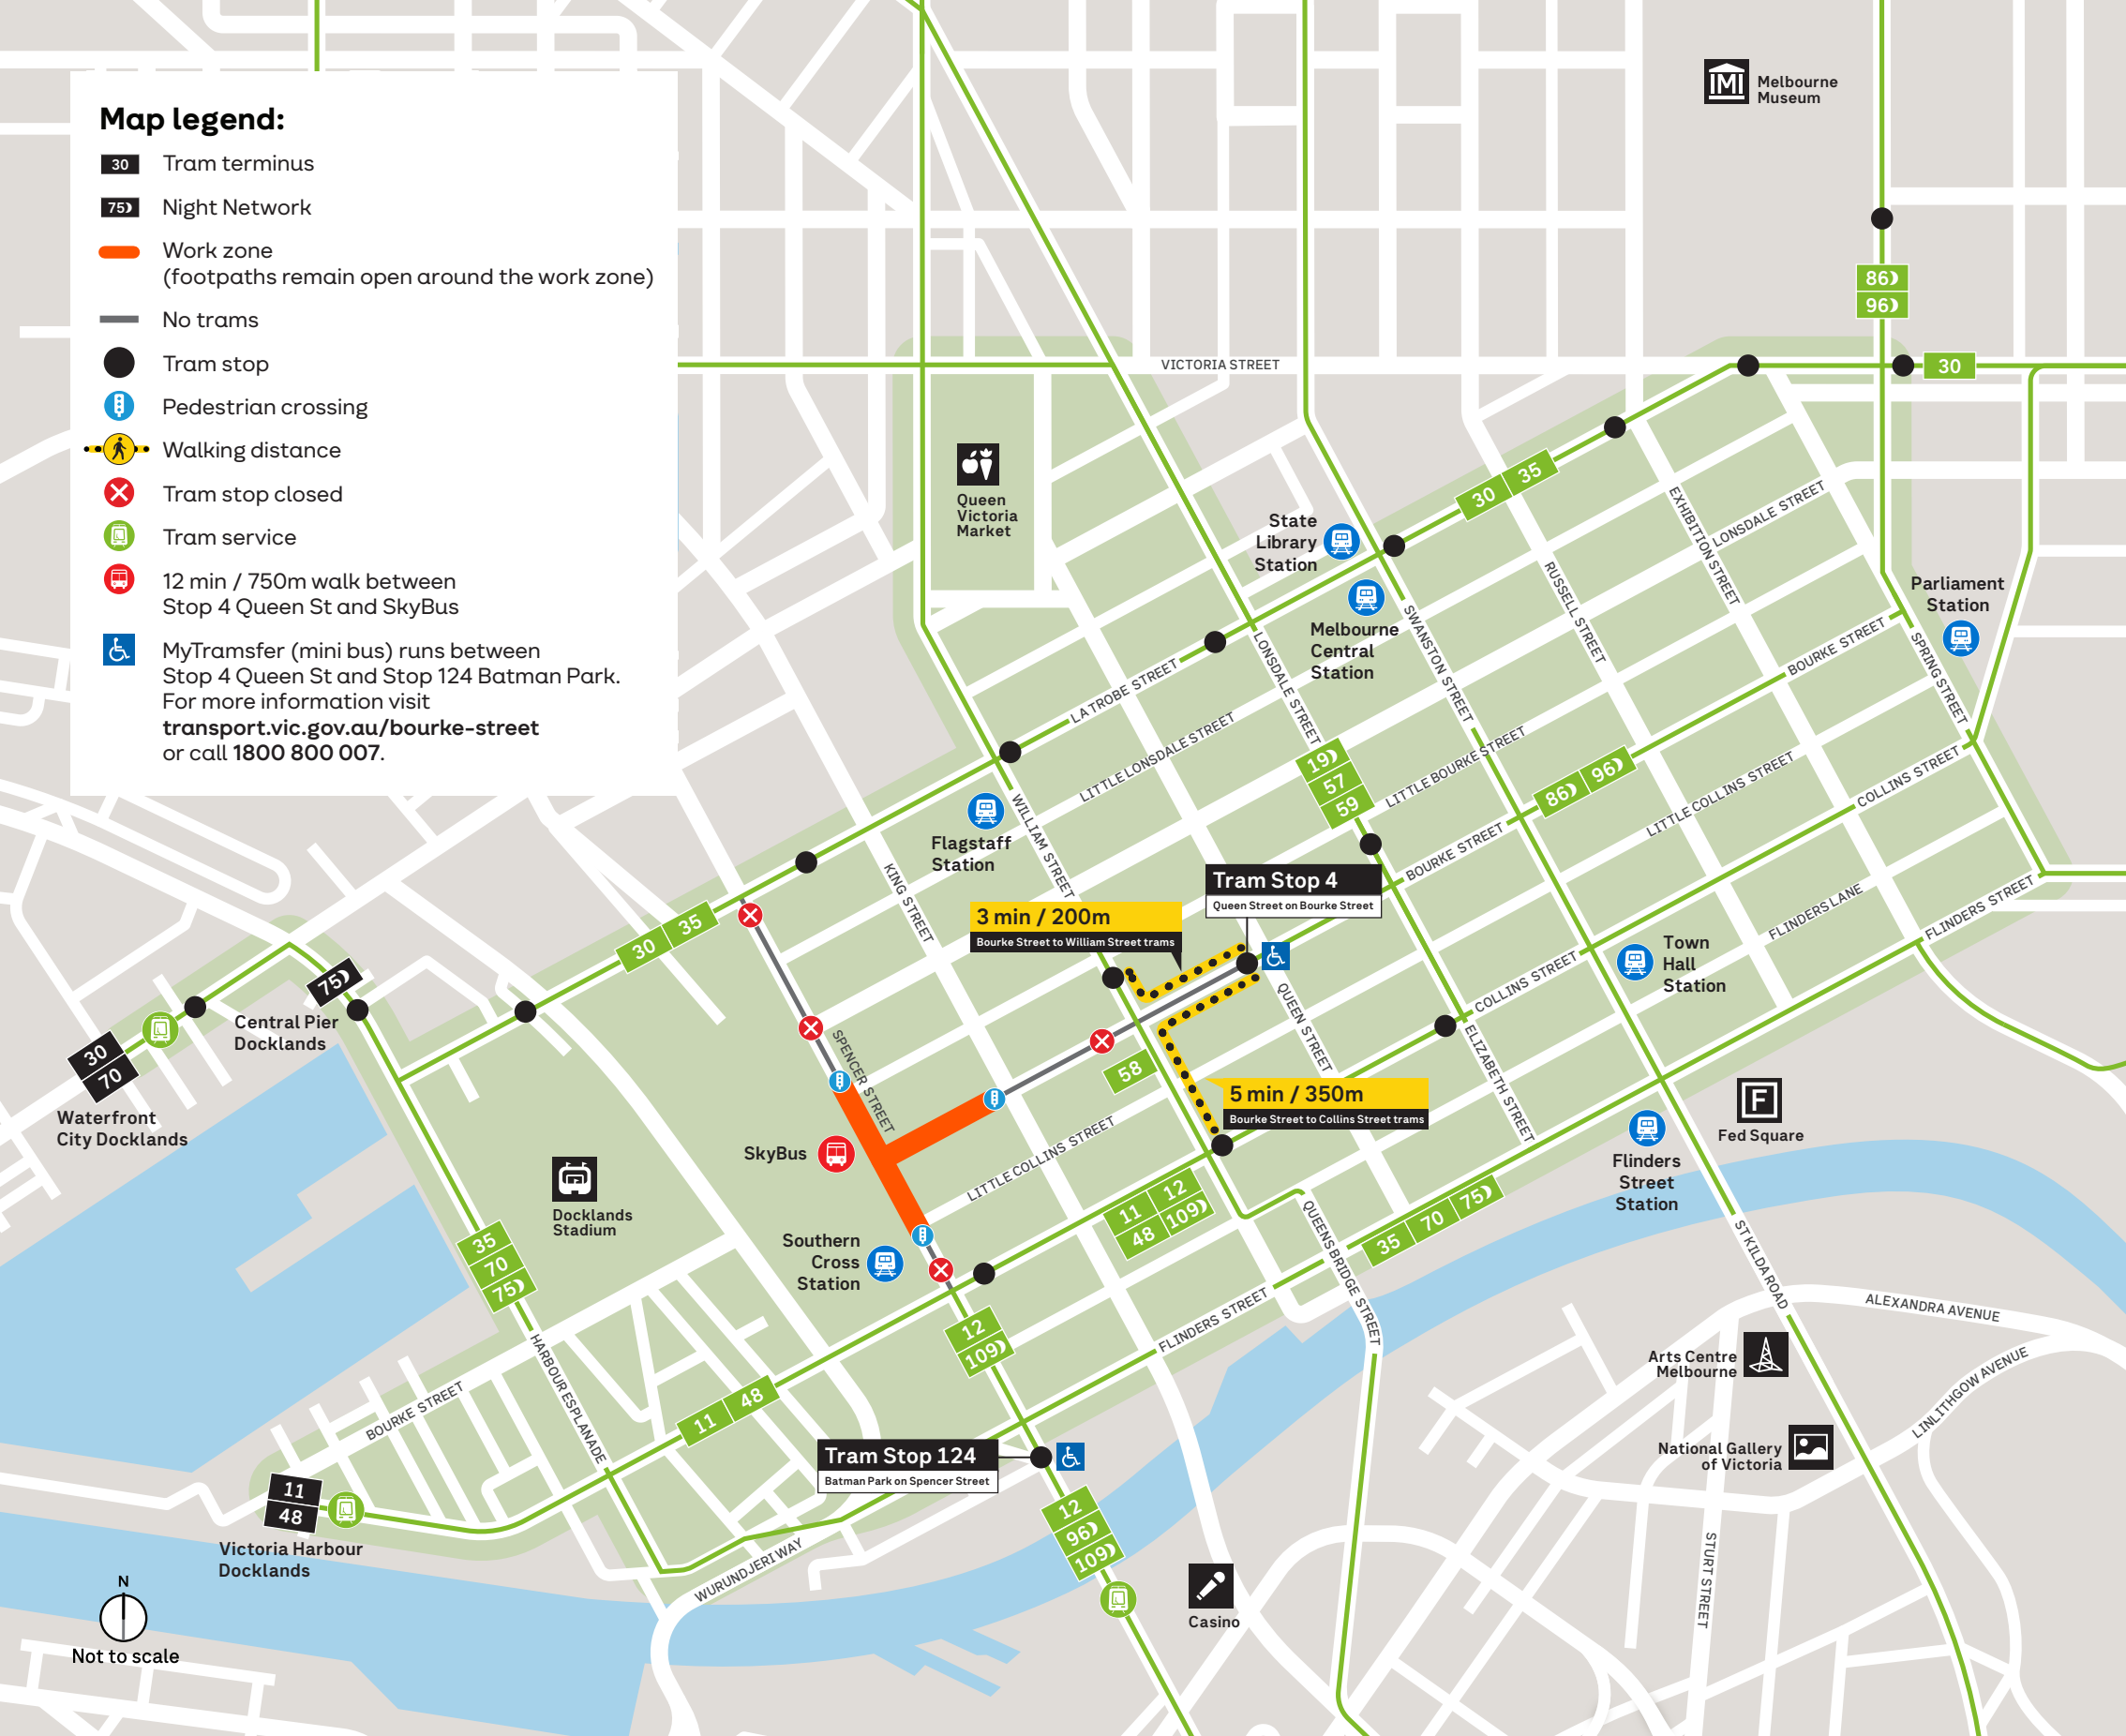 Map legend:
30 Tram terminus
75 Night Network
Work zone
(footpaths remain open around the work zone)
No trams
Tram stop
Pedestrian crossing
Walking distance
Tram stop closed
Tram service
12 min / 750m walk between
Stop 4 Queen St and SkyBus
MyTramsfer (mini bus) runs between
Stop 4 Queen St and Stop 124 Batman Park.
For more information visit
transport.vic.gov.au/bourke-street
or call 1800 800 007.
Melbourne
Museum
86
96
VICTORIA STREET
30
Queen
Victoria
Market
State
Library
Station
30 35
EXHIBITION STREET
LONSDALE STREET
RUSSELL STREET
Parliament
Station
Melbourne
Central
Station
SWANSTON STREET
LONSDALE STREET
BOURKE STREET
SPRING STREET
LA TROBE STREET
LITTLE LONSDALE STREET
19
57
59
LITTLE BOURKE STREET
86 96
LITTLE COLLINS STREET
COLLINS STREET
Flagstaff
Station
WILLIAM STREET
KING STREET
BOURKE STREET
Tram Stop 4
Queen Street on Bourke Street
3 min / 200m
Bourke Street to William Street trams
FLINDERS LANE
FLINDERS STREET
30 35
75
Central Pier
Docklands
Town
Hall
Station
COLLINS STREET
QUEEN STREET
ELIZABETH STREET
SPENCER STREET
30
70
Waterfront
City Docklands
58
5 min / 350m
Bourke Street to Collins Street trams
F
Fed Square
SkyBus
LITTLE COLLINS STREET
Flinders
Street
Station
Docklands
Stadium
11 12
48 109
35 70 75
QUEENS BRIDGE STREET
ST KILDA ROAD
Southern
Cross
Station
35
70
75
12
109
FLINDERS STREET
ALEXANDRA AVENUE
Arts Centre
Melbourne
LINLITHGOW AVENUE
HARBOUR ESPLANADE
BOURKE STREET
11 48
Tram Stop 124
Batman Park on Spencer Street
National Gallery
of Victoria
11
48
Victoria Harbour
Docklands
12
96
109
WURUNDJERI WAY
STURT STREET
Casino
N
Not to scale